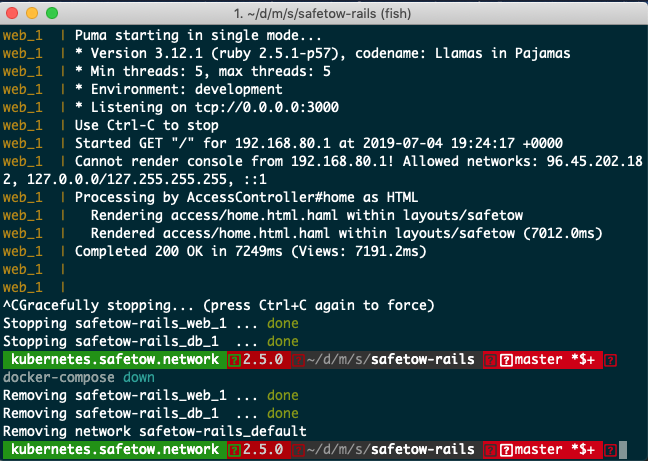 1. ~/d/m/s/safetow-rails (fish)
web_1  | Puma starting in single mode...
web_1  | * Version 3.12.1 (ruby 2.5.1-p57), codename: Llamas in Pajamas
web_1  | * Min threads: 5, max threads: 5
web_1  | * Environment: development
web_1  | * Listening on tcp://0.0.0.0:3000
web_1  | Use Ctrl-C to stop
web_1  | Started GET "/" for 192.168.80.1 at 2019-07-04 19:24:17 +0000
web_1  | Cannot render console from 192.168.80.1! Allowed networks: 96.45.202.18
2, 127.0.0.0/127.255.255.255, ::1
web_1  | Processing by AccessController#home as HTML
web_1  |   Rendering access/home.html.haml within layouts/safetow
web_1  |   Rendered access/home.html.haml within layouts/safetow (7012.0ms)
web_1  | Completed 200 OK in 7249ms (Views: 7191.2ms)
web_1  |
web_1  |
^CGracefully stopping... (press Ctrl+C again to force)
Stopping safetow-rails_web_1 ... done
Stopping safetow-rails_db_1  ... done
kubernetes.safetow.network ?2.5.0 ?~/d/m/s/safetow-rails ??master *$+ ?
docker-compose down
Removing safetow-rails_web_1 ... done
Removing safetow-rails_db_1  ... done
Removing network safetow-rails_default
kubernetes.safetow.network ?2.5.0 ?~/d/m/s/safetow-rails ??master *$+ ?